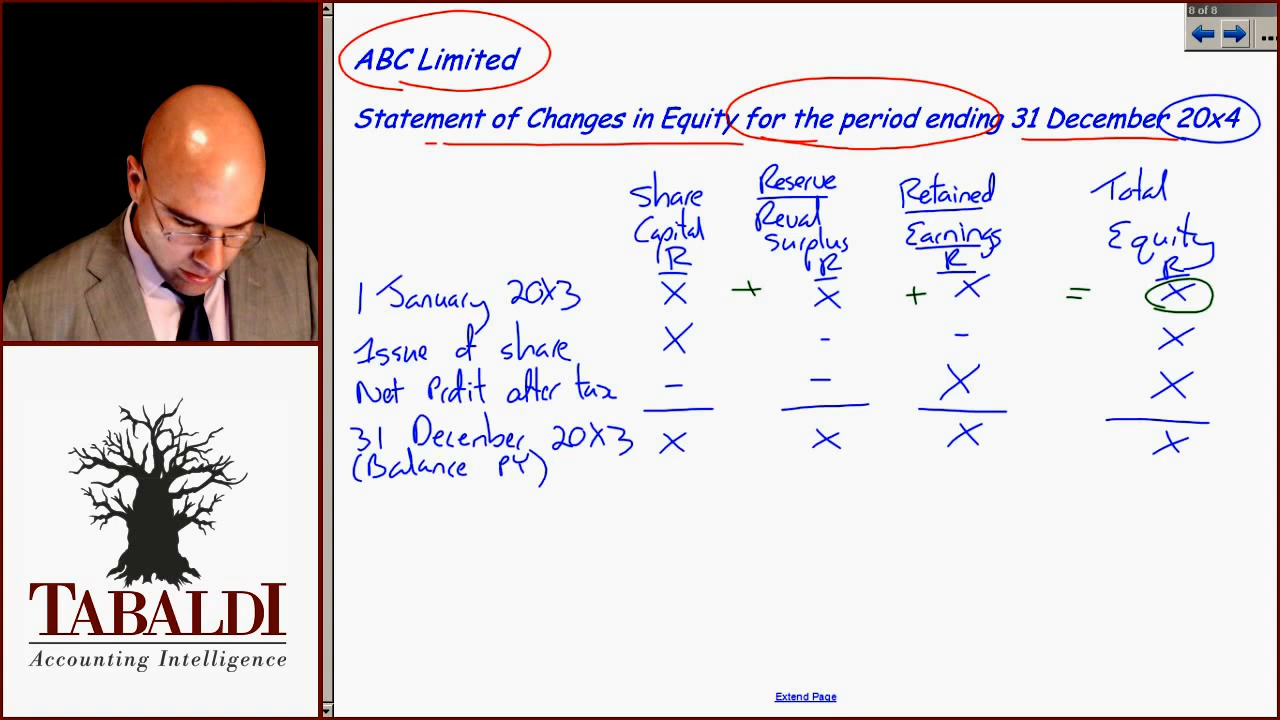 8 of 8
ABC Limited
Statement of Changes in Equity for the period ending 31 December 20x4
Share Capital R
Reserve Reval Surplus R
Retained Earnings R
Total Equity R
1 January 20X3 X + X + X = X
Issue of share X - - X
Net Profit after tax - - X X
31 December 20X3 X X X X
(Balance PY)
TABALDI
Accounting Intelligence
Extend Page